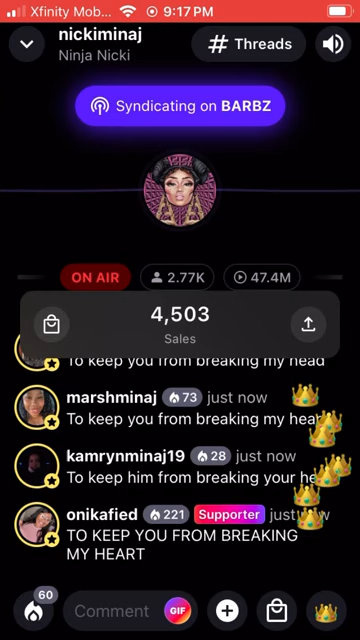 Xfinity Mob... 9:17 PM
nickiminaj
Ninja Nicki
# Threads
Syndicating on BARBZ
ON AIR 2.77K 47.4M
4,503
Sales
To keep you from breaking my head
marshminaj 73 just now
To keep you from breaking my hea
kamrynminaj19 28 just now
To keep him from breaking your he
onikafied 221 Supporter just now
TO KEEP YOU FROM BREAKING
MY HEART
60
Comment GIF